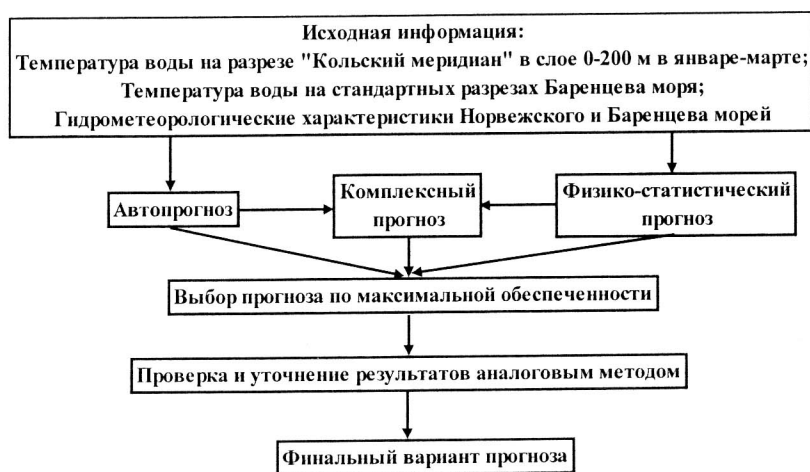 Исходная информация:
Температура воды на разрезе "Кольский меридиан" в слое 0-200 м в январе-марте;
Температура воды на стандартных разрезах Баренцева моря;
Гидрометеорологические характеристики Норвежского и Баренцева морей
Автопрогноз
Комплексный
прогноз
Физико-статистический
прогноз
Выбор прогноза по максимальной обеспеченности
Проверка и уточнение результатов аналоговым методом
Финальный вариант прогноза